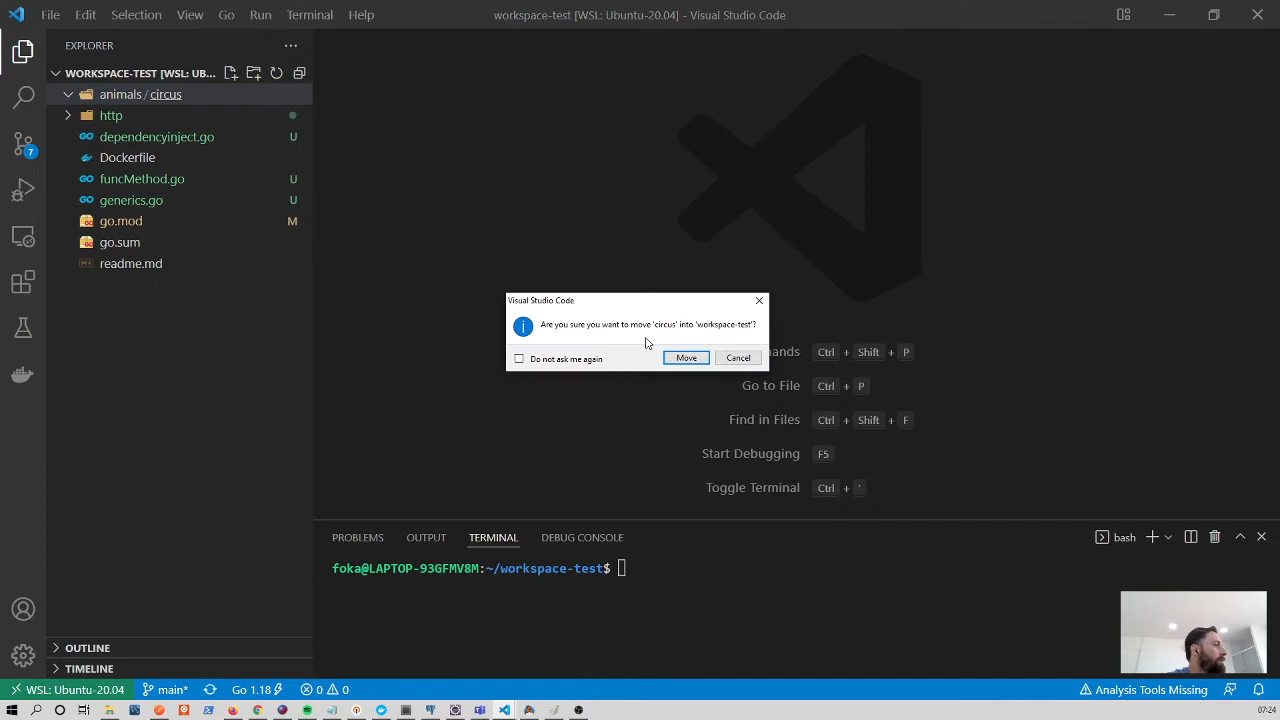 File Edit Selection View Go Run Terminal Help
workspace-test [WSL: Ubuntu-20.04] - Visual Studio Code
EXPLORER
WORKSPACE-TEST [WSL: UB...
animals / circus
http
dependencyinject.go U
Dockerfile
funcMethod.go U
generics.go U
go.mod M
go.sum
readme.md
7
Visual Studio Code
Are you sure you want to move 'circus' into 'workspace-test'?
Do not ask me again
Move
Cancel
ands Ctrl + Shift + P
Go to File Ctrl + P
Find in Files Ctrl + Shift + F
Start Debugging F5
Toggle Terminal Ctrl + '
PROBLEMS OUTPUT TERMINAL DEBUG CONSOLE
bash
foka@LAPTOP-93GFMV8M:~/workspace-test$
OUTLINE
TIMELINE
WSL: Ubuntu-20.04 main* Go 1.18 0 0
Analysis Tools Missing
07:24